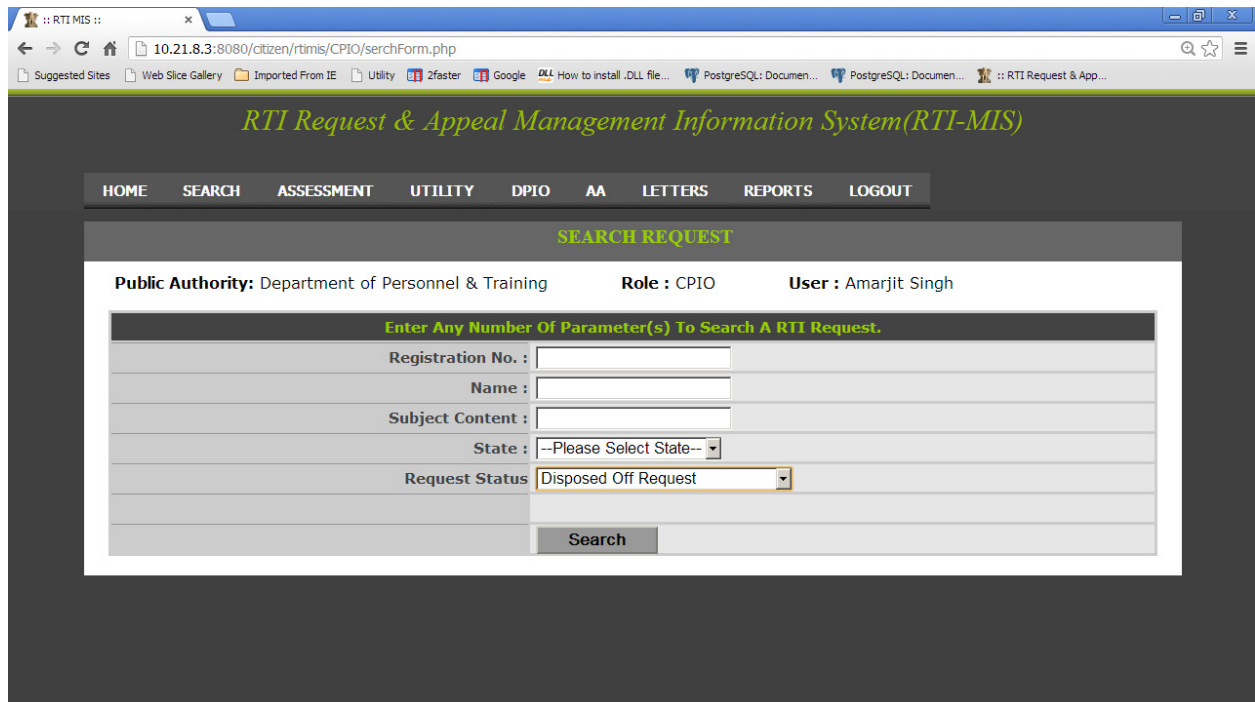 :: RTI MIS ::
10.21.8.3:8080/citizen/rtimis/CPIO/serchForm.php
Suggested Sites Web Slice Gallery Imported From IE Utility 2faster Google DLL How to install .DLL file... PostgreSQL: Documen... PostgreSQL: Documen... :: RTI Request & App...
RTI Request & Appeal Management Information System(RTI-MIS)
HOME SEARCH ASSESSMENT UTILITY DPIO AA LETTERS REPORTS LOGOUT
SEARCH REQUEST
Public Authority: Department of Personnel & Training Role : CPIO User : Amarjit Singh
Enter Any Number Of Parameter(s) To Search A RTI Request.
Registration No. :
Name :
Subject Content :
State : --Please Select State--
Request Status Disposed Off Request
Search